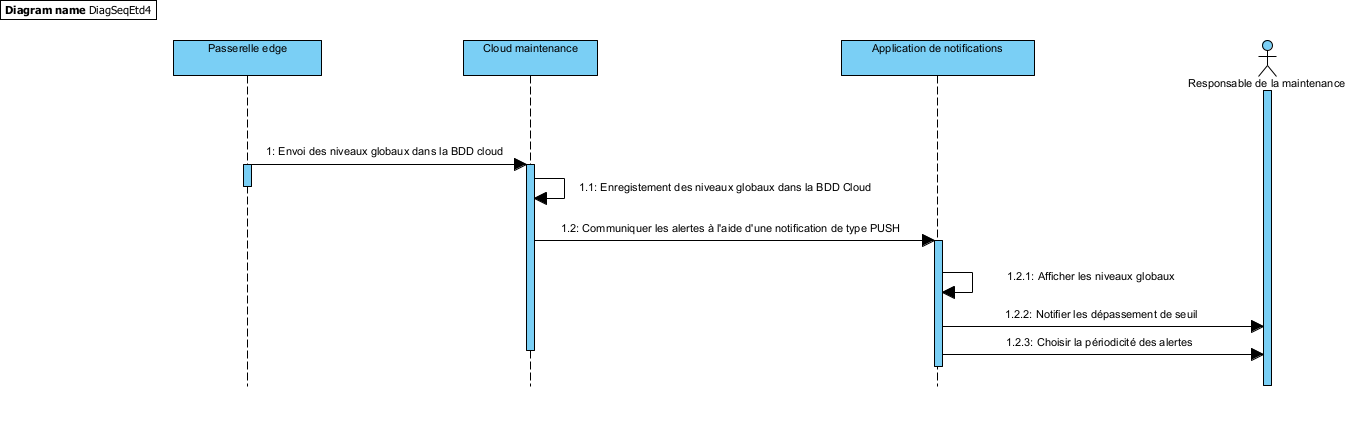 Diagram name DiagSeqEtd4
Passerelle edge
Cloud maintenance
Application de notifications
Responsable de la maintenance
1: Envoi des niveaux globaux dans la BDD cloud
1.1: Enregistement des niveaux globaux dans la BDD Cloud
1.2: Communiquer les alertes à l'aide d'une notification de type PUSH
1.2.1: Afficher les niveaux globaux
1.2.2: Notifier les dépassement de seuil
1.2.3: Choisir la périodicité des alertes